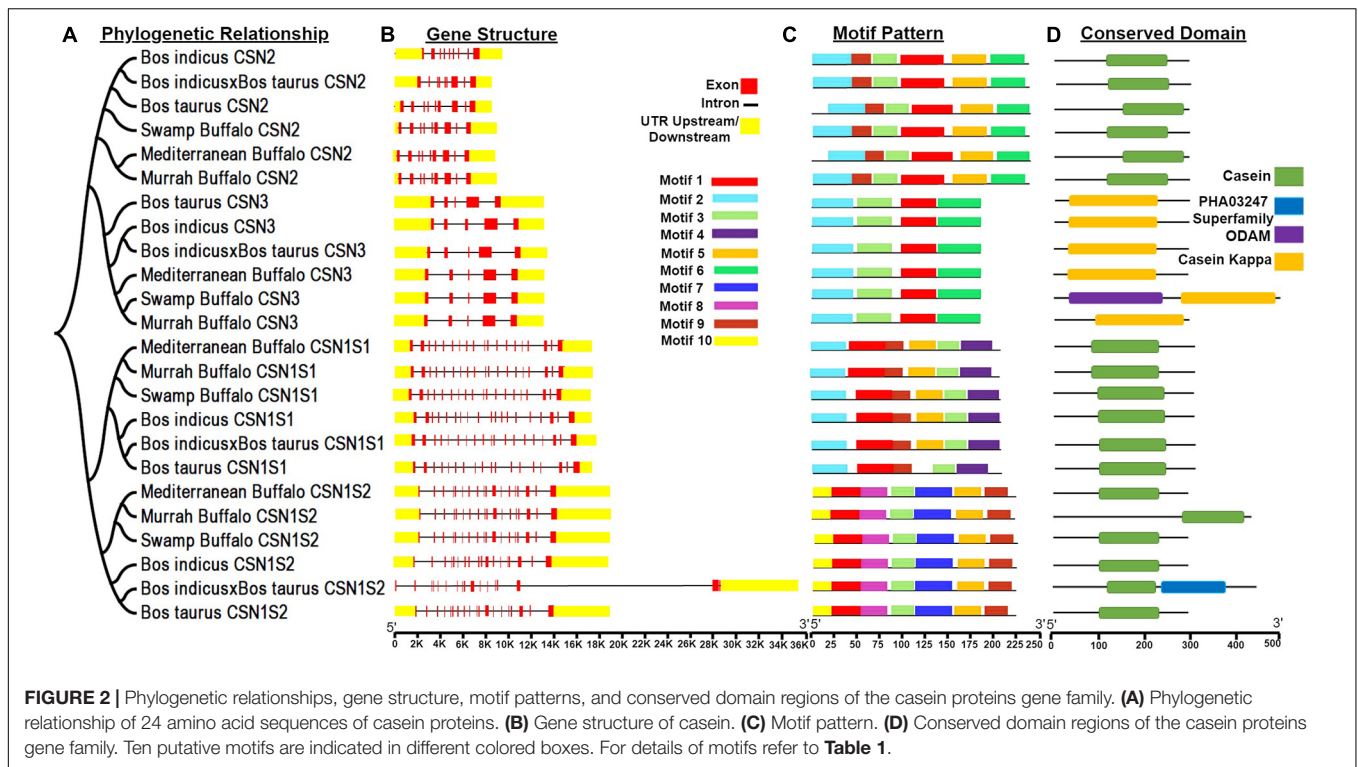 A Phylogenetic Relationship
Bos indicus CSN2
Bos indicusxBos taurus CSN2
Bos taurus CSN2
Swamp Buffalo CSN2
Mediterranean Buffalo CSN2
Murrah Buffalo CSN2
Bos taurus CSN3
Bos indicus CSN3
Bos indicusxBos taurus CSN3
Mediterranean Buffalo CSN3
Swamp Buffalo CSN3
Murrah Buffalo CSN3
Mediterranean Buffalo CSN1S1
Murrah Buffalo CSN1S1
Swamp Buffalo CSN1S1
Bos indicus CSN1S1
Bos indicusxBos taurus CSN1S1
Bos taurus CSN1S1
Mediterranean Buffalo CSN1S2
Murrah Buffalo CSN1S2
Swamp Buffalo CSN1S2
Bos indicus CSN1S2
Bos indicusxBos taurus CSN1S2
Bos taurus CSN1S2
B Gene Structure
Exon
Intron
UTR Upstream/
Downstream
Motif 1
Motif 2
Motif 3
Motif 4
Motif 5
Motif 6
Motif 7
Motif 8
Motif 9
Motif 10
5' 3'
0 2K 4K 6K 8K 10K 12K 14K 16K 18K 20K 22K 24K 26K 28K 30K 32K 34K 36K
C Motif Pattern
5' 3'
0 25 50 75 100 125 150 175 200 225 250
D Conserved Domain
Casein
PHA03247
Superfamily
ODAM
Casein Kappa
5' 3'
0 100 200 300 400 500
FIGURE 2 | Phylogenetic relationships, gene structure, motif patterns, and conserved domain regions of the casein proteins gene family. (A) Phylogenetic
relationship of 24 amino acid sequences of casein proteins. (B) Gene structure of casein. (C) Motif pattern. (D) Conserved domain regions of the casein proteins
gene family. Ten putative motifs are indicated in different colored boxes. For details of motifs refer to Table 1.